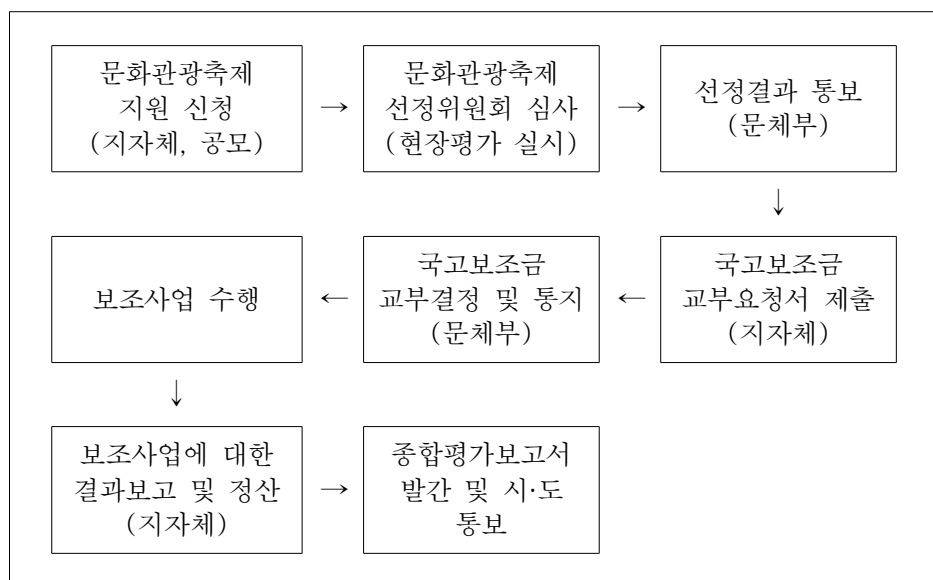 문화관광축제
지원 신청
(지자체, 공모)
→
문화관광축제
선정위원회 심사
(현장평가 실시)
→
선정결과 통보
(문체부)
↓
국고보조금
교부요청서 제출
(지자체)
←
국고보조금
교부결정 및 통지
(문체부)
←
보조사업 수행
↓
보조사업에 대한
결과보고 및 정산
(지자체)
→
종합평가보고서
발간 및 시·도
통보